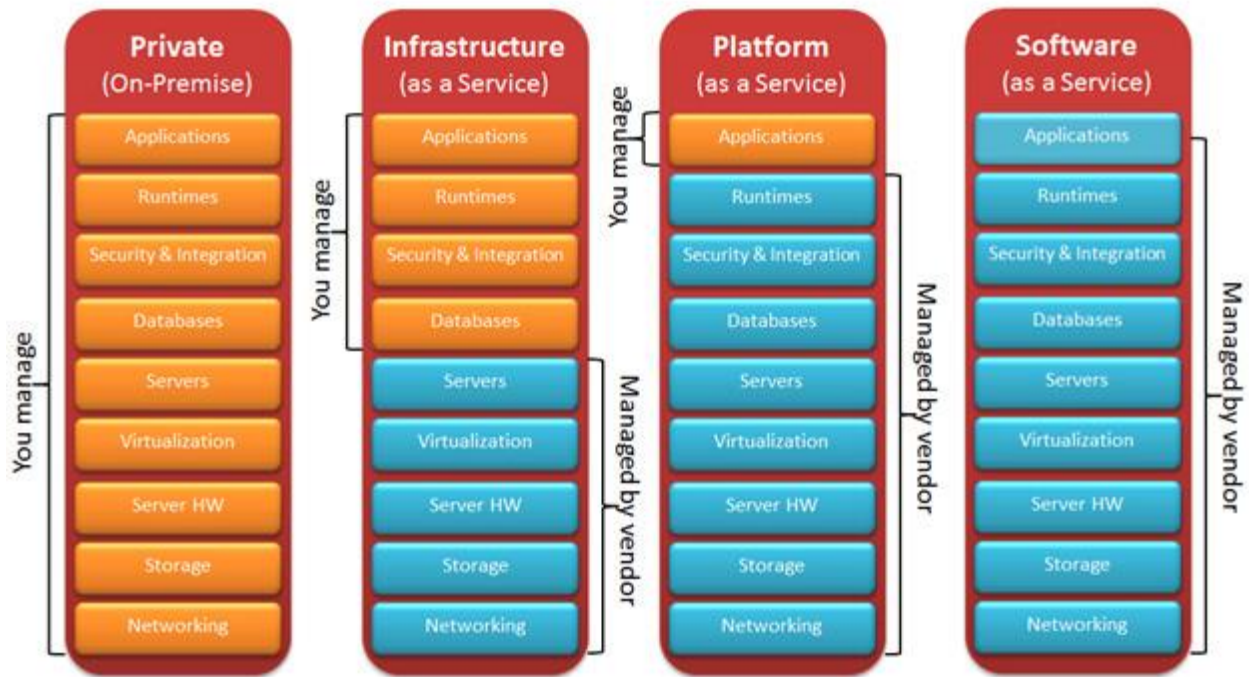 Private
(On-Premise)
You manage
Applications
Runtimes
Security & Integration
Databases
Servers
Virtualization
Server HW
Storage
Networking
Infrastructure
(as a Service)
You manage
Applications
Runtimes
Security & Integration
Databases
Servers
Virtualization
Server HW
Storage
Networking
Managed by vendor
Platform
(as a Service)
You manage
Applications
Runtimes
Security & Integration
Databases
Servers
Virtualization
Server HW
Storage
Networking
Managed by vendor
Software
(as a Service)
Applications
Runtimes
Security & Integration
Databases
Servers
Virtualization
Server HW
Storage
Networking
Managed by vendor